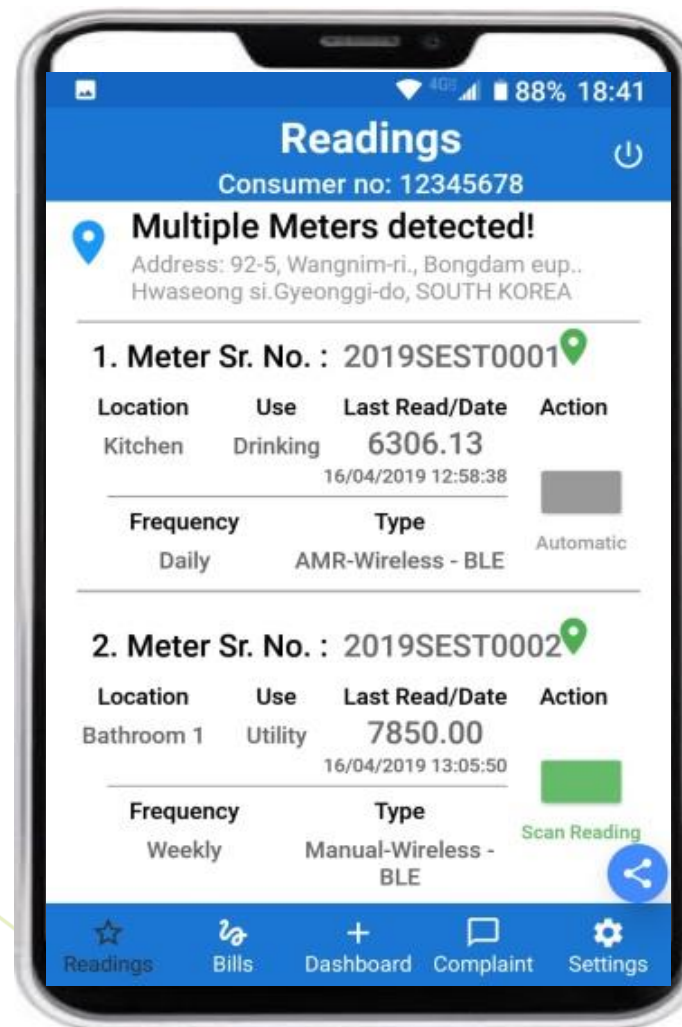 4G 88% 18:41
Readings
Consumer no: 12345678
Multiple Meters detected!
Address: 92-5, Wangnim-ri., Bongdam eup..
Hwaseong si.Gyeonggi-do, SOUTH KOREA
1. Meter Sr. No. : 2019SEST0001
Location Use Last Read/Date Action
Kitchen Drinking 6306.13
16/04/2019 12:58:38
Frequency Type
Automatic
Daily AMR-Wireless - BLE
2. Meter Sr. No. : 2019SEST0002
Location Use Last Read/Date Action
Bathroom 1 Utility 7850.00
16/04/2019 13:05:50
Frequency Type
Scan Reading
Weekly Manual-Wireless -
BLE
Readings Bills Dashboard Complaint Settings